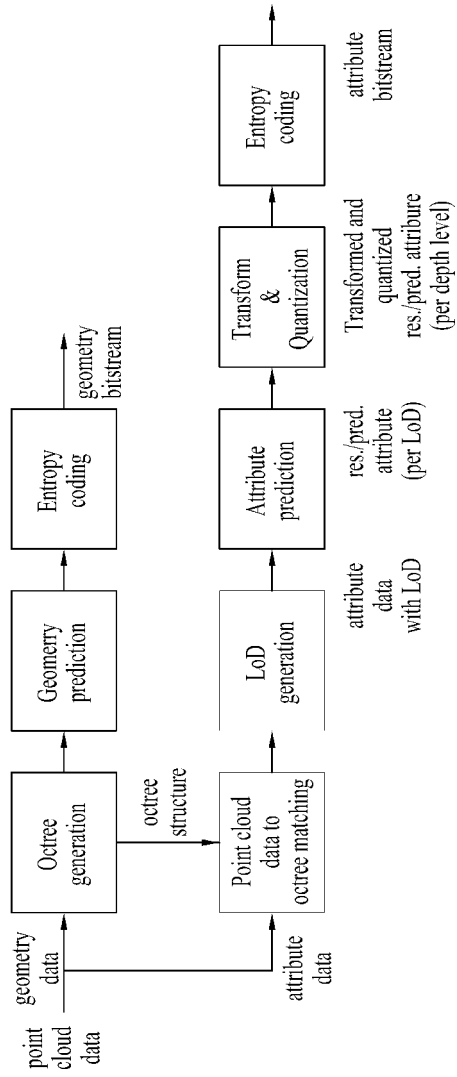 point
cloud
data
geometry
data
Octree
generation
Geomerry
prediction
Entropy
coding
geometry
bitstream
octree
structure
attribute
data
Point cloud
data to
octree matching
LoD
generation
Attribute
prediction
Transform
&
Quantization
Entropy
coding
attribute
data
with LoD
res./pred.
attribute
(per LoD)
Transformed and
quantized
res./pred. attribure
(per depth level)
attribute
bitstream